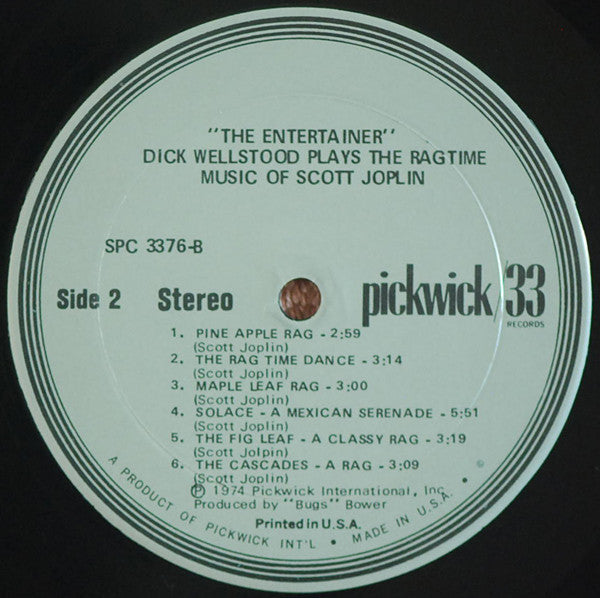 "THE ENTERTAINER"
DICK WELLSTOOD PLAYS THE RAGTIME
MUSIC OF SCOTT JOPLIN
SPC 3376-B
Side 2 Stereo
pickwick/33
RECORDS
1. PINE APPLE RAG - 2:59
(Scott Joplin)
2. THE RAG TIME DANCE - 3:14
(Scott Joplin)
3. MAPLE LEAF RAG - 3:00
(Scott Joplin)
4. SOLACE - A MEXICAN SERENADE - 5:51
(Scott Joplin)
5. THE FIG LEAF - A CLASSY RAG - 3:19
(Scott Jolpin)
6. THE CASCADES - A RAG - 3:09
(Scott Joplin)
℗ 1974 Pickwick International, Inc.
Produced by "Bugs" Bower
Printed in U.S.A.
A PRODUCT OF PICKWICK INT'L • MADE IN U.S.A. • ©